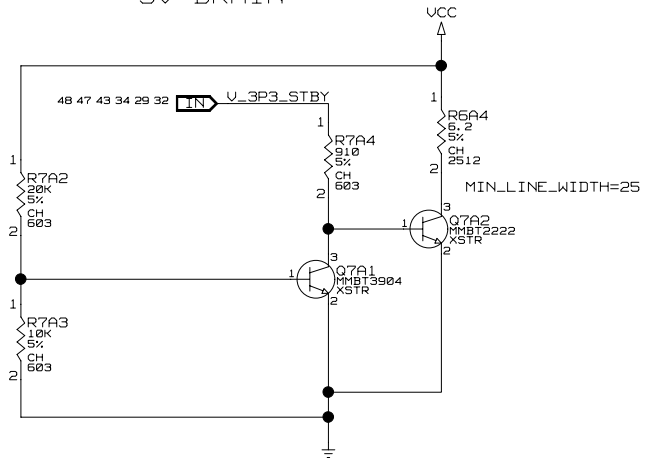 VCC
48 47 43 34 29 32 IN V_3P3_STBY
1
R6A4
6.2
5%
CH
2512
2
1
R7A4
910
5%
CH
603
2
MIN_LINE_WIDTH=25
1
R7A2
20K
5%
CH
603
2
3
1
Q7A2
MMBT2222
XSTR
2
3
1
Q7A1
MMBT3904
XSTR
2
1
R7A3
10K
5%
CH
603
2